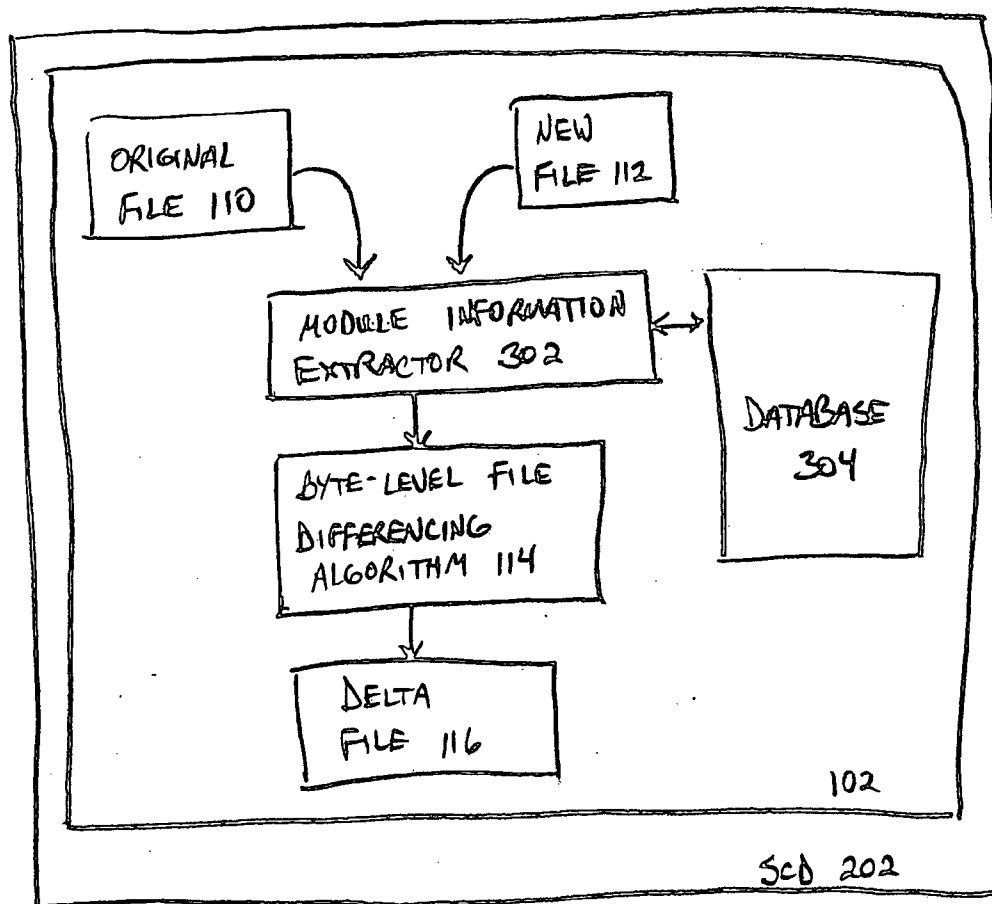 ORIGINAL
FILE 110
NEW
FILE 112
MODULE INFORMATION
EXTRACTOR 302
DATABASE
304
BYTE-LEVEL FILE
DIFFERENCING
ALGORITHM 114
DELTA
FILE 116
102
SCD 202